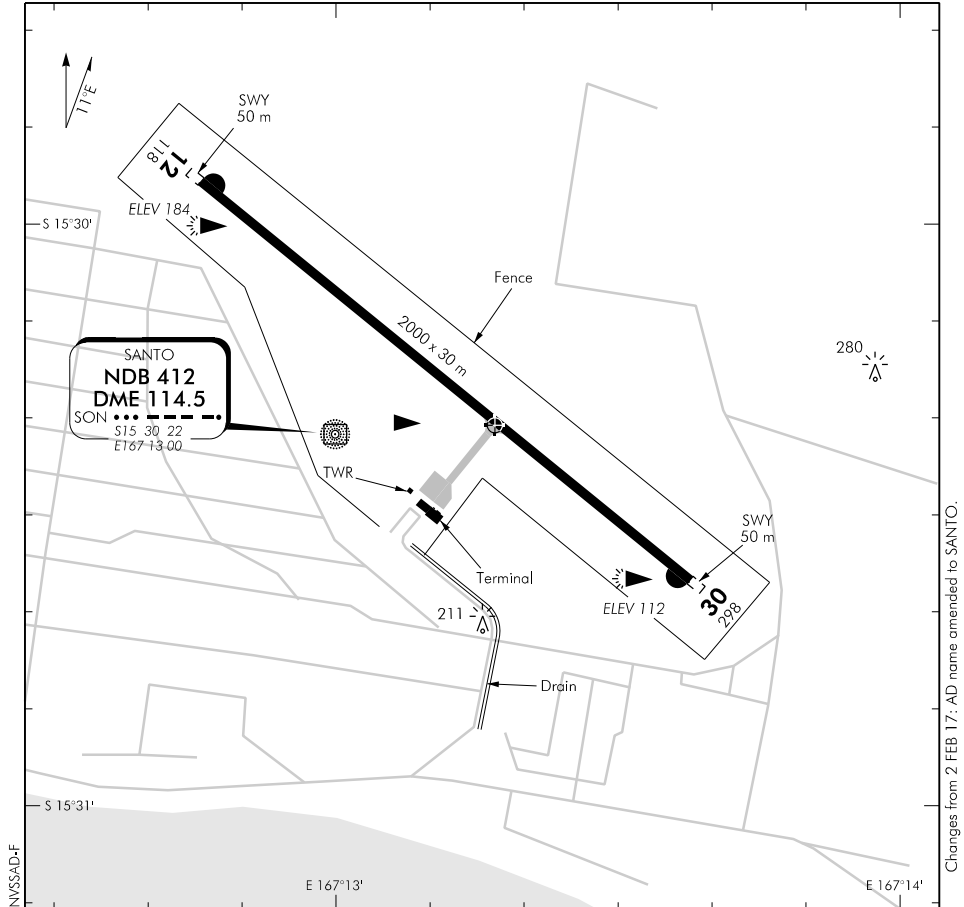 11°E
SWY
50 m
12
118
ELEV 184
S 15°30'
Fence
2000 x 30 m
280
SANTO
NDB 412
DME 114.5
SON
S15 30 22
E167 13 00
TWR
SWY
50 m
Terminal
ELEV 112
30
298
211
Drain
S 15°31'
E 167°13'
E 167°14'
NVSSAD-F
Changes from 2 FEB 17: AD name amended to SANTO.